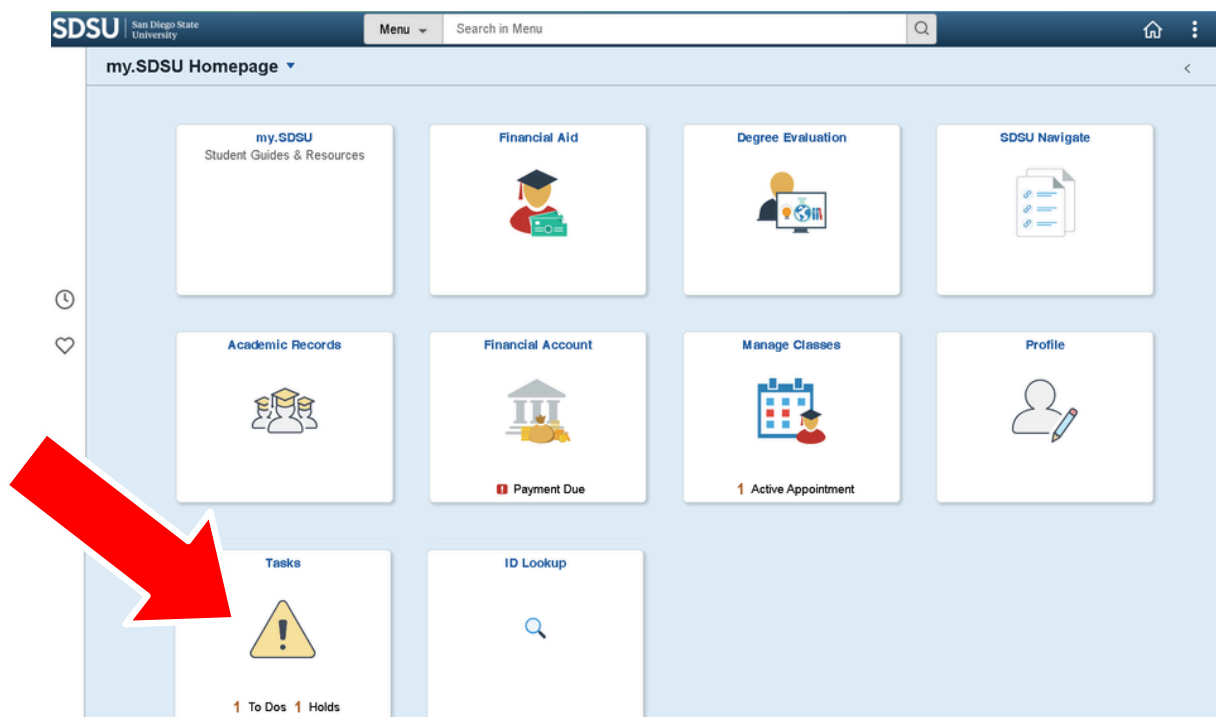 SDSU San Diego State
University
Menu
Search in Menu
my.SDSU Homepage
my.SDSU
Student Guides & Resources
Financial Aid
Degree Evaluation
SDSU Navigate
Academic Records
Financial Account
! Payment Due
Manage Classes
1 Active Appointment
Profile
Tasks
!
1 To Dos 1 Holds
ID Lookup